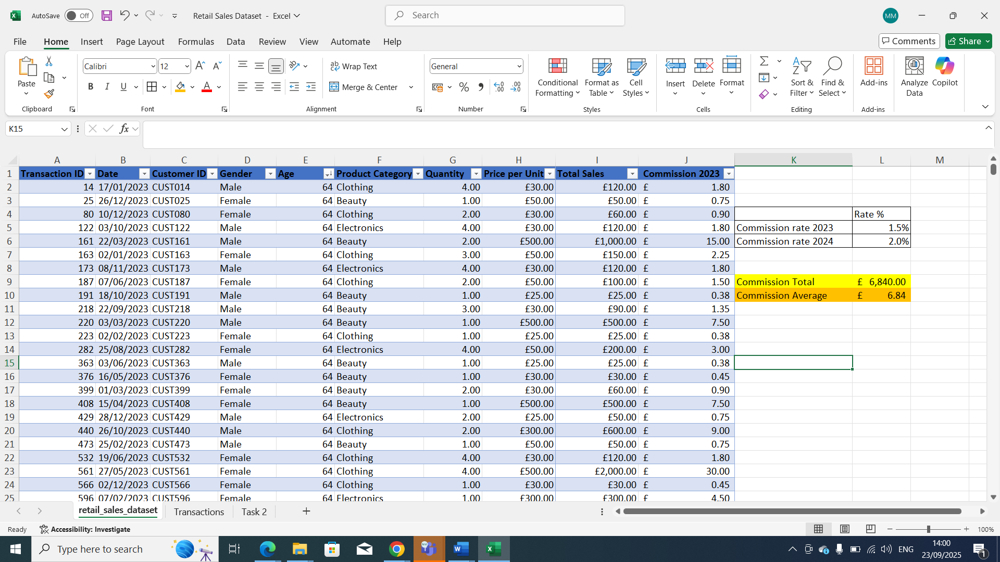 AutoSave Off Retail Sales Dataset - Excel Search MM
File Home Insert Page Layout Formulas Data Review View Automate Help Comments Share
Paste Calibri 12 B I U Wrap Text Merge & Center General % Conditional Formatting Format as Table Cell Styles Insert Delete Format Sort & Filter Find & Select Add-ins Analyze Data Copilot
Clipboard Font Alignment Number Styles Cells Editing Add-ins
K15 fx
A B C D E F G H I J K L M
1 Transaction ID Date Customer ID Gender Age Product Category Quantity Price per Unit Total Sales Commission 2023
2 14 17/01/2023 CUST014 Male 64 Clothing 4.00 £30.00 £120.00 £ 1.80
3 25 26/12/2023 CUST025 Female 64 Beauty 1.00 £50.00 £50.00 £ 0.75
4 80 10/12/2023 CUST080 Female 64 Clothing 2.00 £30.00 £60.00 £ 0.90 Rate %
5 122 03/10/2023 CUST122 Male 64 Electronics 4.00 £30.00 £120.00 £ 1.80 Commission rate 2023 1.5%
6 161 22/03/2023 CUST161 Male 64 Beauty 2.00 £500.00 £1,000.00 £ 15.00 Commission rate 2024 2.0%
7 163 02/01/2023 CUST163 Female 64 Clothing 3.00 £50.00 £150.00 £ 2.25
8 173 08/11/2023 CUST173 Male 64 Electronics 4.00 £30.00 £120.00 £ 1.80
9 187 07/06/2023 CUST187 Female 64 Clothing 2.00 £50.00 £100.00 £ 1.50 Commission Total £ 6,840.00
10 191 18/10/2023 CUST191 Male 64 Beauty 1.00 £25.00 £25.00 £ 0.38 Commission Average £ 6.84
11 218 22/09/2023 CUST218 Male 64 Beauty 3.00 £30.00 £90.00 £ 1.35
12 220 03/03/2023 CUST220 Male 64 Beauty 1.00 £500.00 £500.00 £ 7.50
13 223 02/02/2023 CUST223 Female 64 Clothing 1.00 £25.00 £25.00 £ 0.38
14 282 25/08/2023 CUST282 Female 64 Electronics 4.00 £50.00 £200.00 £ 3.00
15 363 03/06/2023 CUST363 Male 64 Beauty 1.00 £25.00 £25.00 £ 0.38
16 376 16/05/2023 CUST376 Female 64 Beauty 1.00 £30.00 £30.00 £ 0.45
17 399 01/03/2023 CUST399 Female 64 Beauty 2.00 £30.00 £60.00 £ 0.90
18 408 15/04/2023 CUST408 Female 64 Beauty 1.00 £500.00 £500.00 £ 7.50
19 429 28/12/2023 CUST429 Male 64 Electronics 2.00 £25.00 £50.00 £ 0.75
20 440 26/10/2023 CUST440 Male 64 Clothing 2.00 £300.00 £600.00 £ 9.00
21 473 25/02/2023 CUST473 Male 64 Beauty 1.00 £50.00 £50.00 £ 0.75
22 532 19/06/2023 CUST532 Female 64 Clothing 4.00 £30.00 £120.00 £ 1.80
23 561 27/05/2023 CUST561 Female 64 Clothing 4.00 £500.00 £2,000.00 £ 30.00
24 566 02/12/2023 CUST566 Female 64 Clothing 1.00 £30.00 £30.00 £ 0.45
25 596 07/02/2023 CUST596 Female 64 Electronics 1.00 £300.00 £300.00 £ 4.50
retail_sales_dataset Transactions Task 2
Ready Accessibility: Investigate 100%
Type here to search ENG 14:00
23/09/2025 1